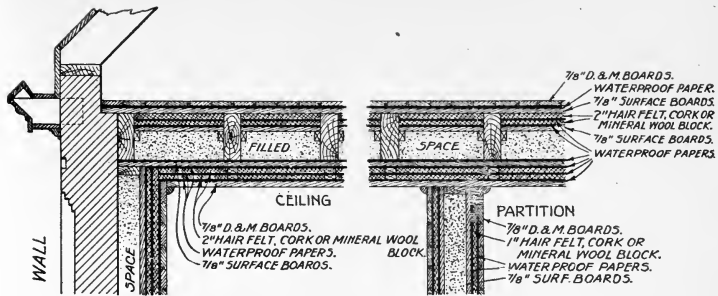 7/8" D. & M. BOARDS.
WATERPROOF PAPER.
7/8" SURFACE BOARDS.
2" HAIR FELT, CORK OR
MINERAL WOOL BLOCK.
7/8" SURFACE BOARDS.
WATERPROOF PAPERS.
FILLED
SPACE
CEILING
7/8" D. & M. BOARDS.
2" HAIR FELT, CORK OR MINERAL WOOL
BLOCK.
WATERPROOF PAPERS.
7/8" SURFACE BOARDS.
PARTITION
7/8" D. & M. BOARDS.
1" HAIR FELT, CORK OR
MINERAL WOOL BLOCK.
WATERPROOF PAPERS.
7/8" SURF. BOARDS.
WALL
SPACE